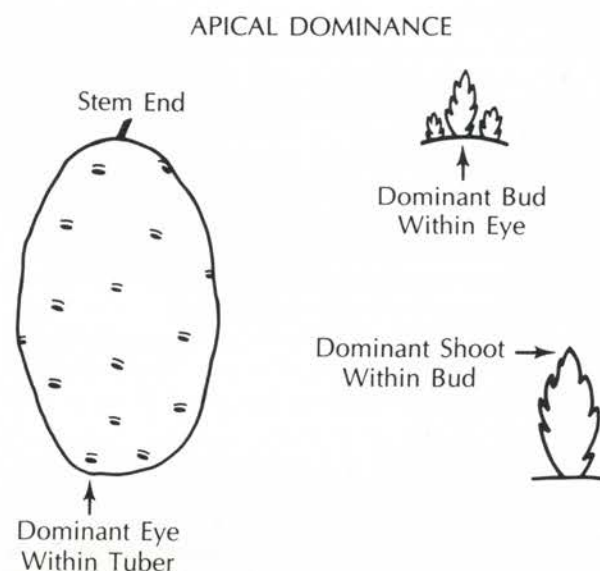 APICAL DOMINANCE
Stem End
Dominant Bud
Within Eye
Dominant Shoot
Within Bud
Dominant Eye
Within Tuber